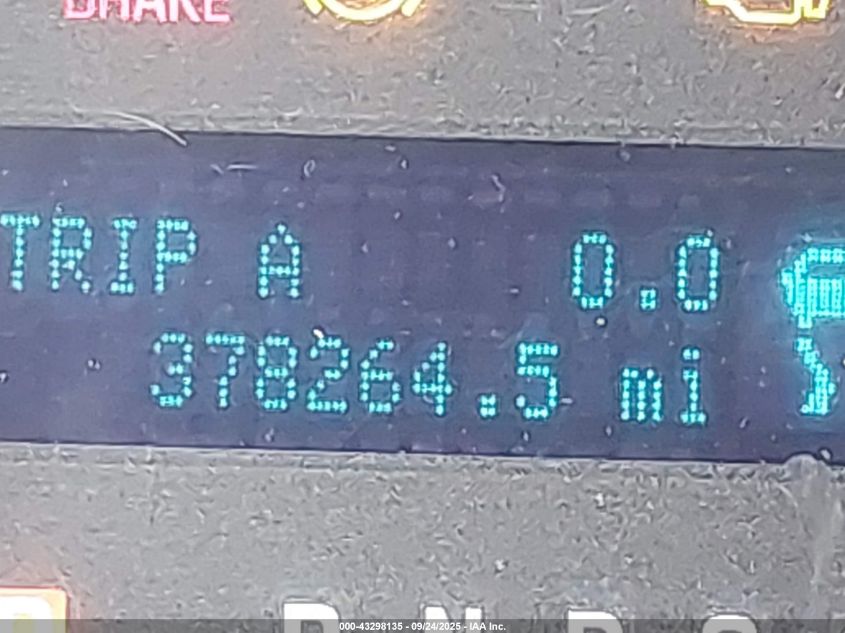 BRAKE
TRIP A 0.0
378264.5 mi
R N D
000-43298135 - 09/24/2025 - IAA Inc.